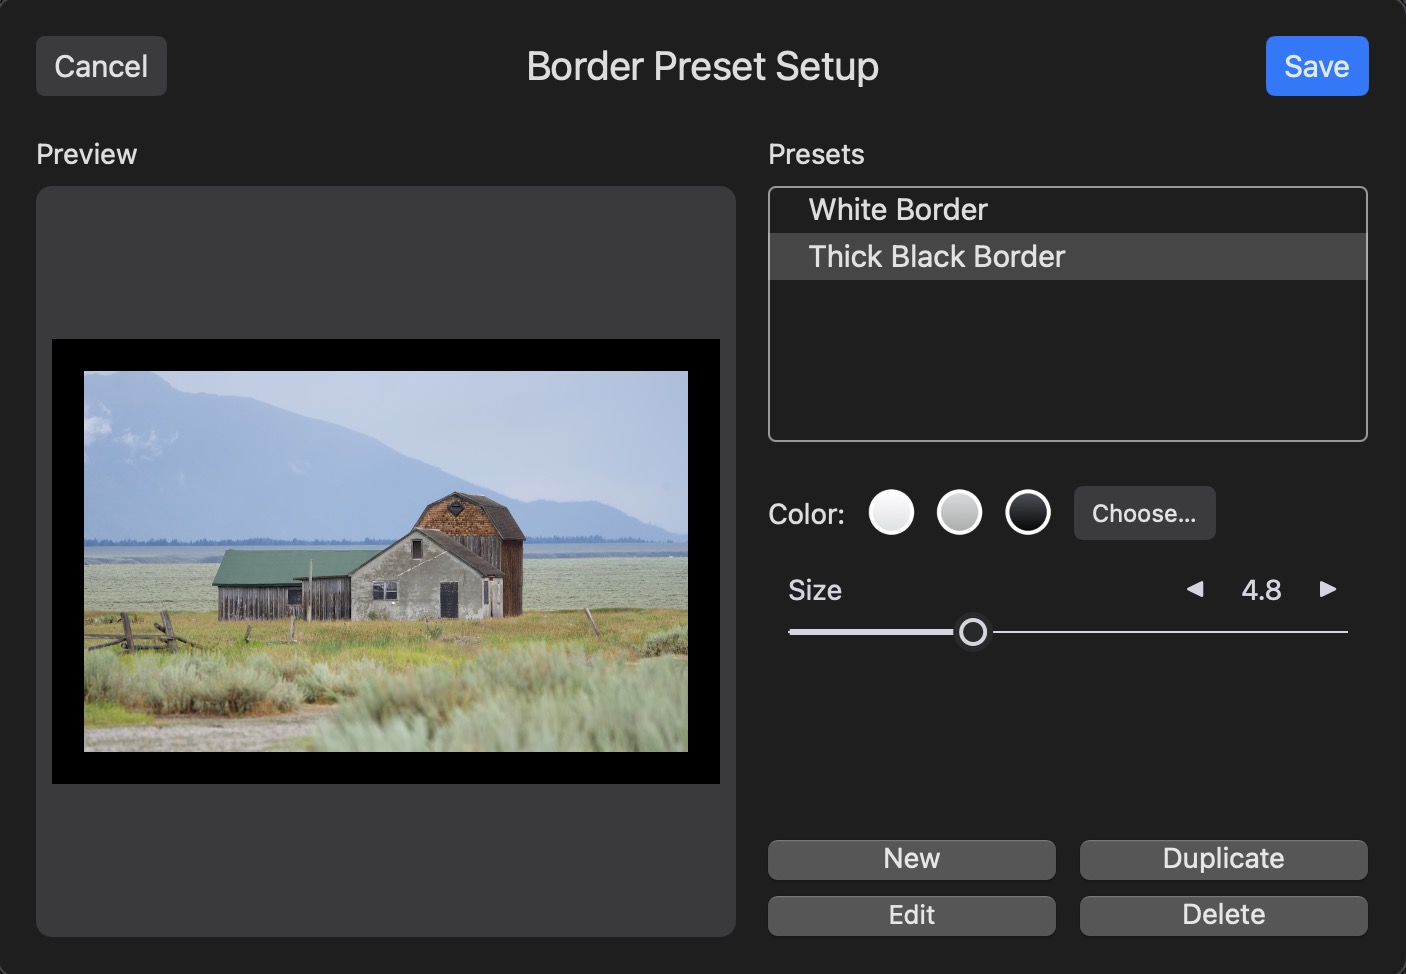 Cancel
Border Preset Setup
Save
Preview
Presets
White Border
Thick Black Border
Color:
Choose...
Size
4.8
New
Duplicate
Edit
Delete